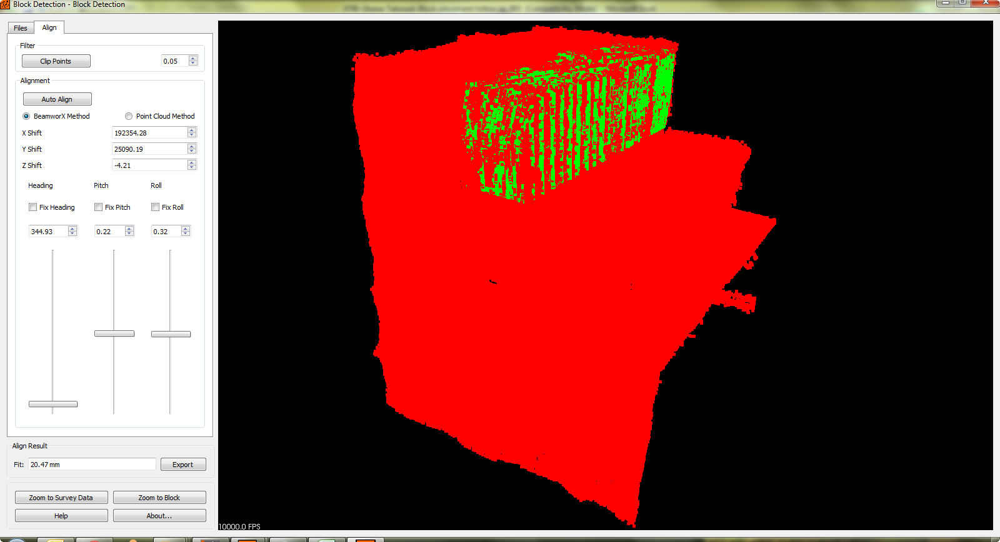 Block Detection - Block Detection
Files
Align
Filter
Clip Points
0.05
Alignment
Auto Align
BeamworX Method
Point Cloud Method
X Shift
192354.28
Y Shift
25090.19
Z Shift
-4.21
Heading
Pitch
Roll
Fix Heading
Fix Pitch
Fix Roll
344.93
0.22
0.32
Align Result
Fit:
20.47 mm
Export
Zoom to Survey Data
Zoom to Block
Help
About...
10000.0 FPS